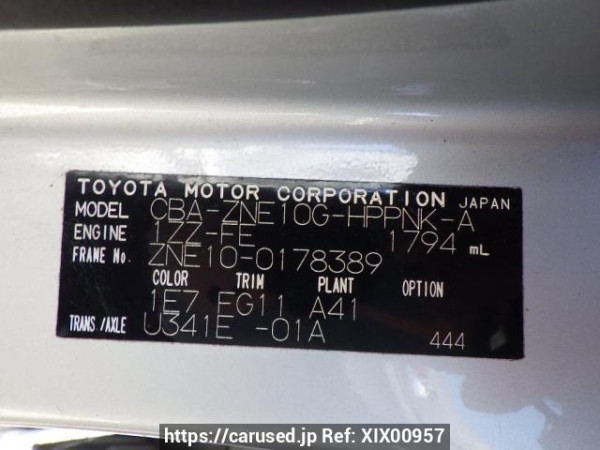 TOYOTA MOTOR CORPORATION JAPAN
MODEL CBA-ZNE10G-HPPNK-A
ENGINE 1ZZ-FE 1794 mL
FRAME No. ZNE10-0178389
COLOR TRIM PLANT OPTION
1E7 FG11 A41
TRANS/AXLE U341E -01A 444
https://carused.jp Ref: XIX00957